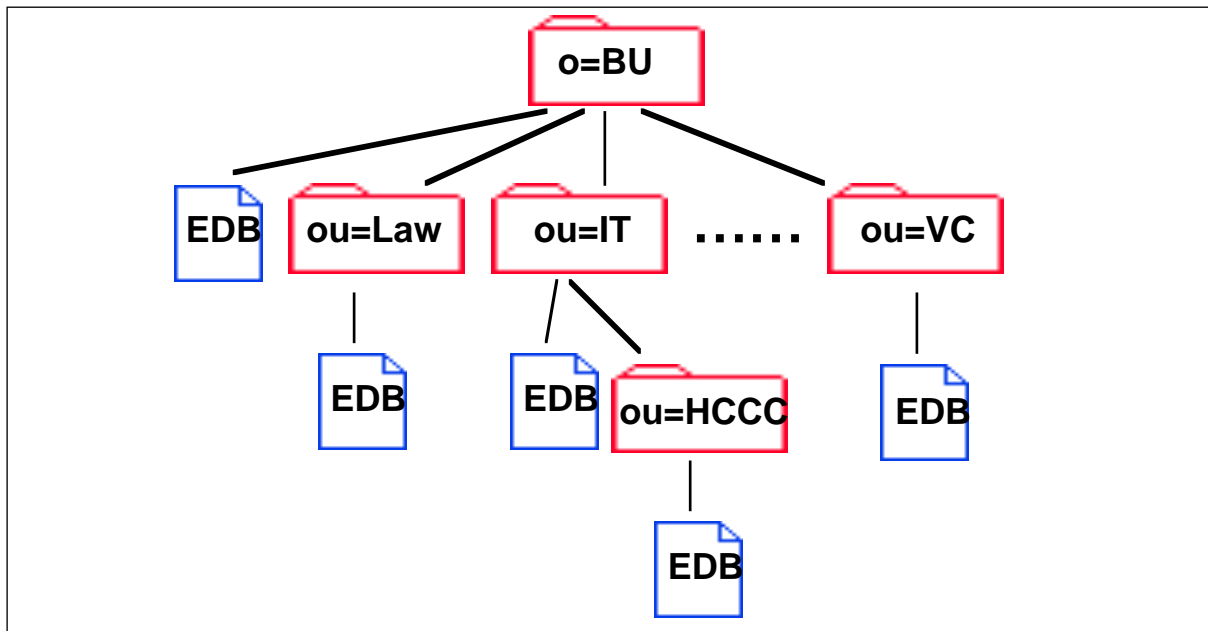 o=BU
EDB
ou=Law
ou=IT
......
ou=VC
EDB
EDB
ou=HCCC
EDB
EDB